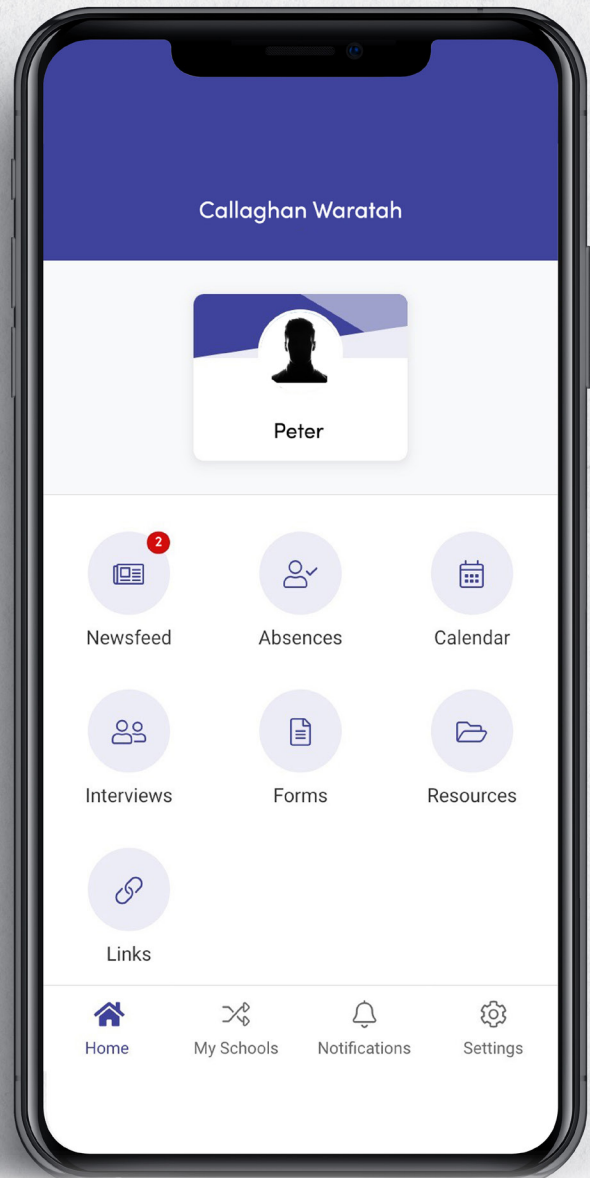 Callaghan Waratah
Peter
2
Newsfeed
Absences
Calendar
Interviews
Forms
Resources
Links
Home
My Schools
Notifications
Settings